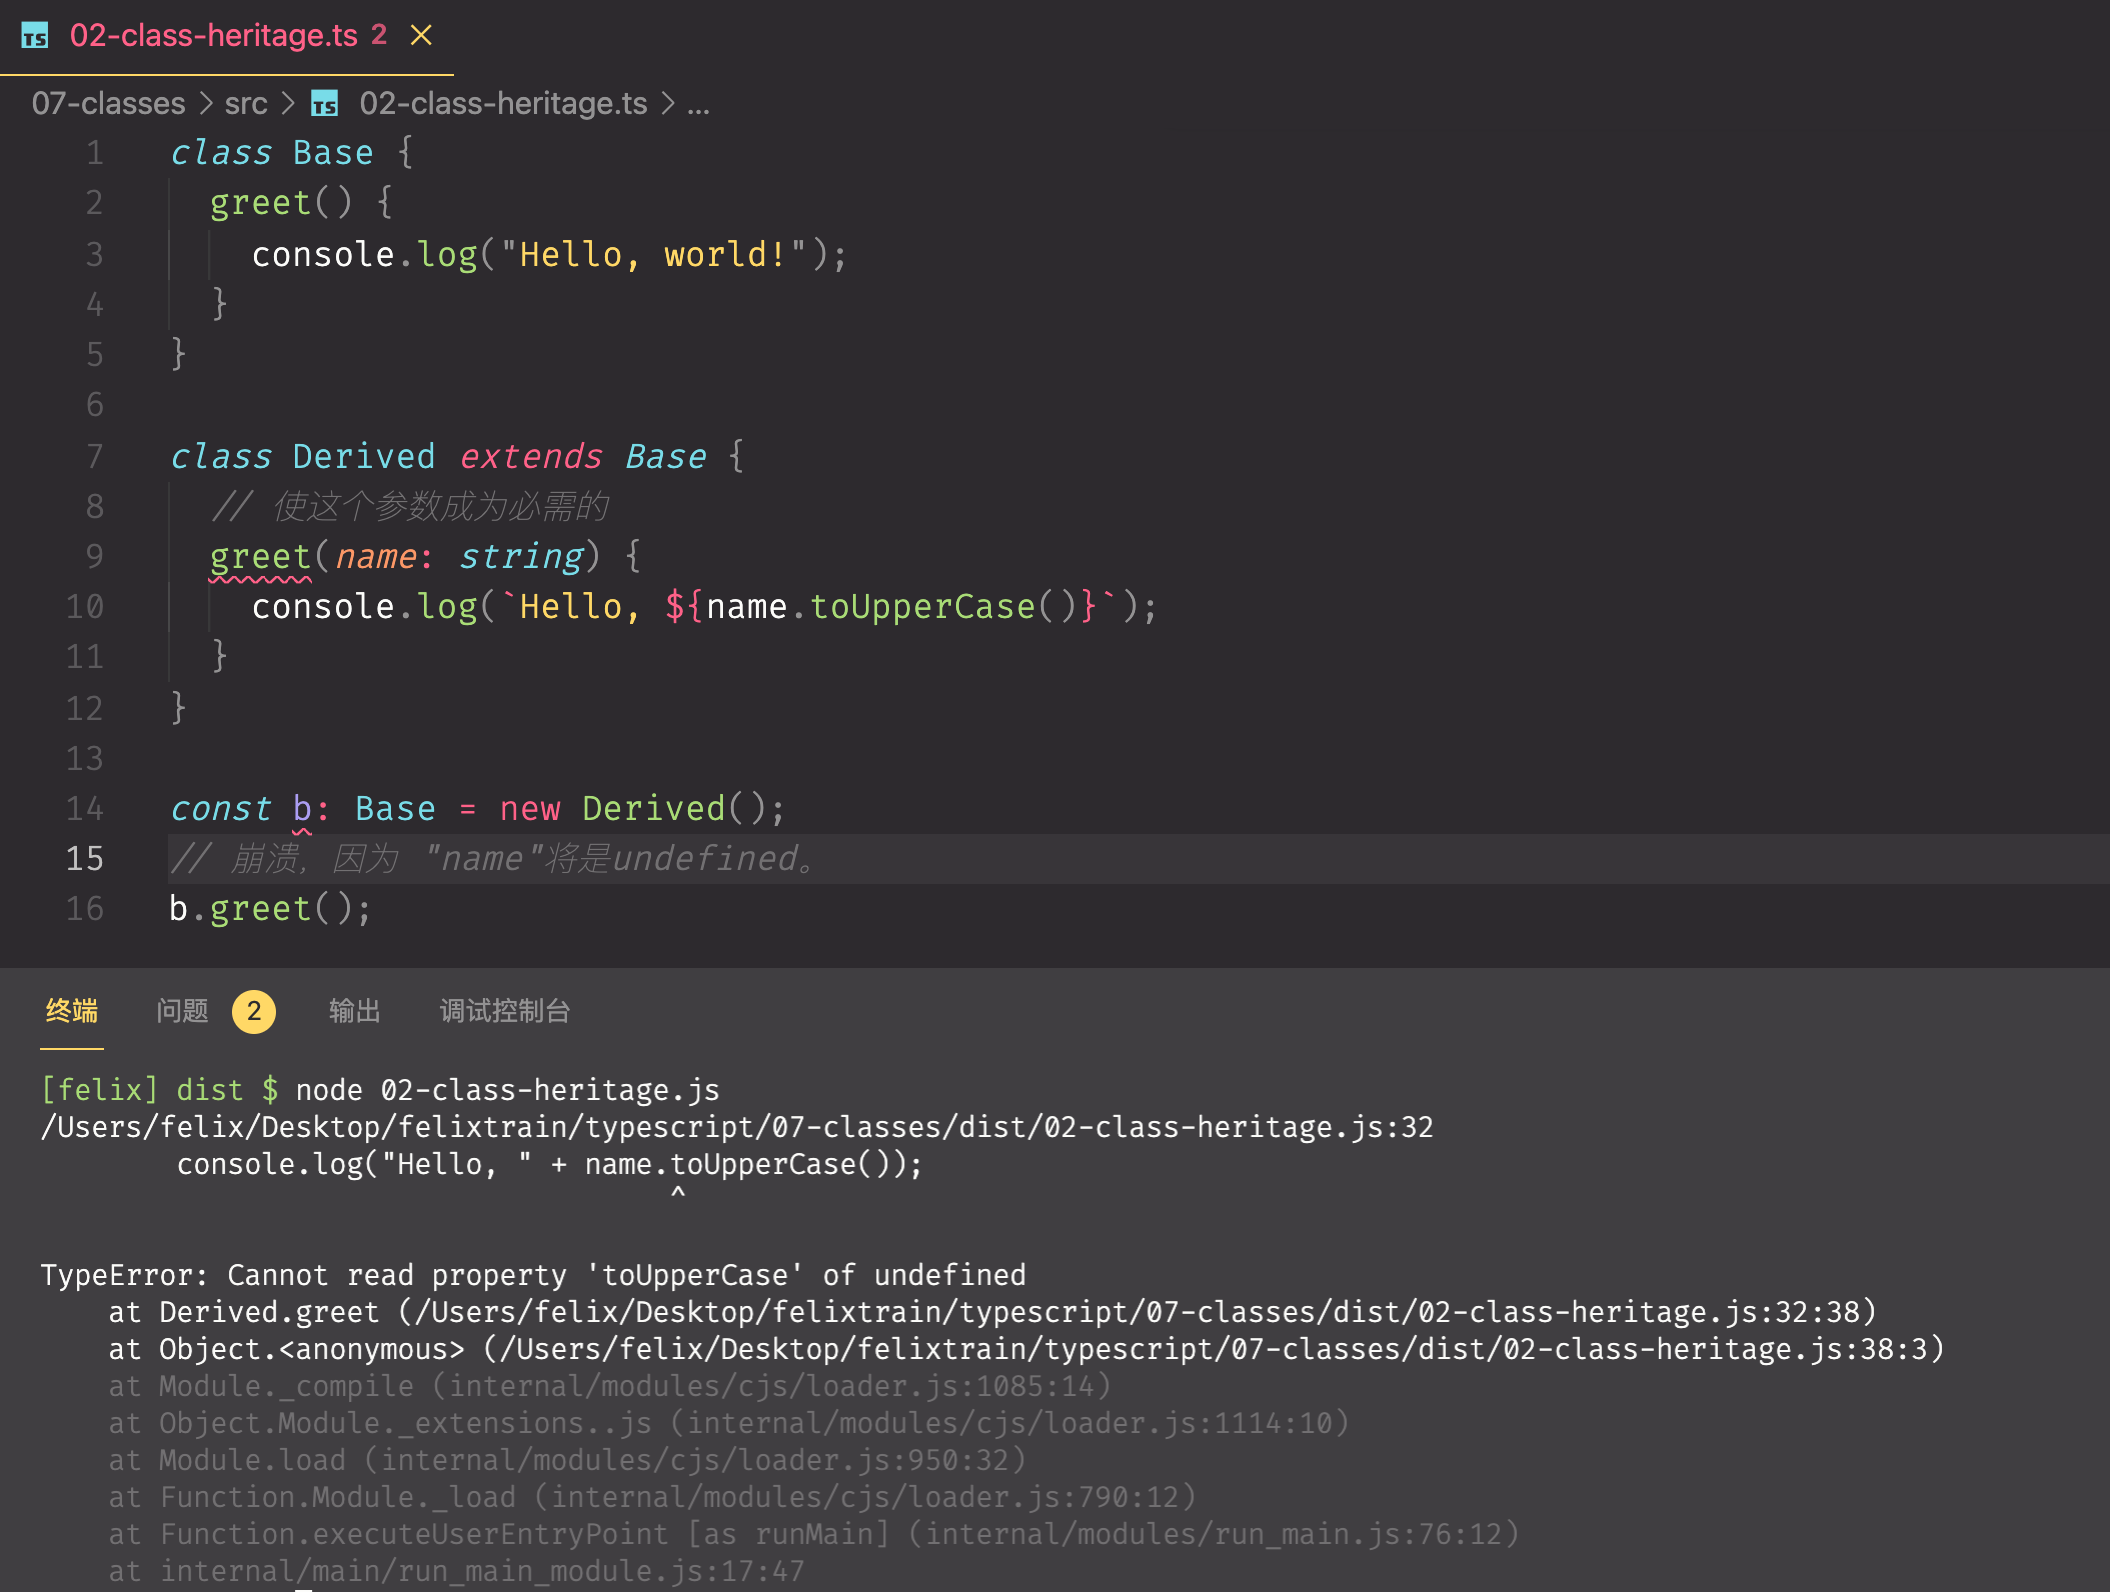 TS 02-class-heritage.ts 2
07-classes > src > TS 02-class-heritage.ts > ...
1 class Base {
2 greet() {
3 console.log("Hello, world!");
4 }
5 }
6
7 class Derived extends Base {
8 // 使这个参数成为必需的
9 greet(name: string) {
10 console.log(`Hello, ${name.toUpperCase()}`);
11 }
12 }
13
14 const b: Base = new Derived();
15 // 崩溃，因为 "name"将是undefined。
16 b.greet();
终端 问题 2 输出 调试控制台
[felix] dist $ node 02-class-heritage.js
/Users/felix/Desktop/felixtrain/typescript/07-classes/dist/02-class-heritage.js:32
console.log("Hello, " + name.toUpperCase());
^
TypeError: Cannot read property 'toUpperCase' of undefined
at Derived.greet (/Users/felix/Desktop/felixtrain/typescript/07-classes/dist/02-class-heritage.js:32:38)
at Object.<anonymous> (/Users/felix/Desktop/felixtrain/typescript/07-classes/dist/02-class-heritage.js:38:3)
at Module._compile (internal/modules/cjs/loader.js:1085:14)
at Object.Module._extensions..js (internal/modules/cjs/loader.js:1114:10)
at Module.load (internal/modules/cjs/loader.js:950:32)
at Function.Module._load (internal/modules/cjs/loader.js:790:12)
at Function.executeUserEntryPoint [as runMain] (internal/modules/run_main.js:76:12)
at internal/main/run_main_module.js:17:47